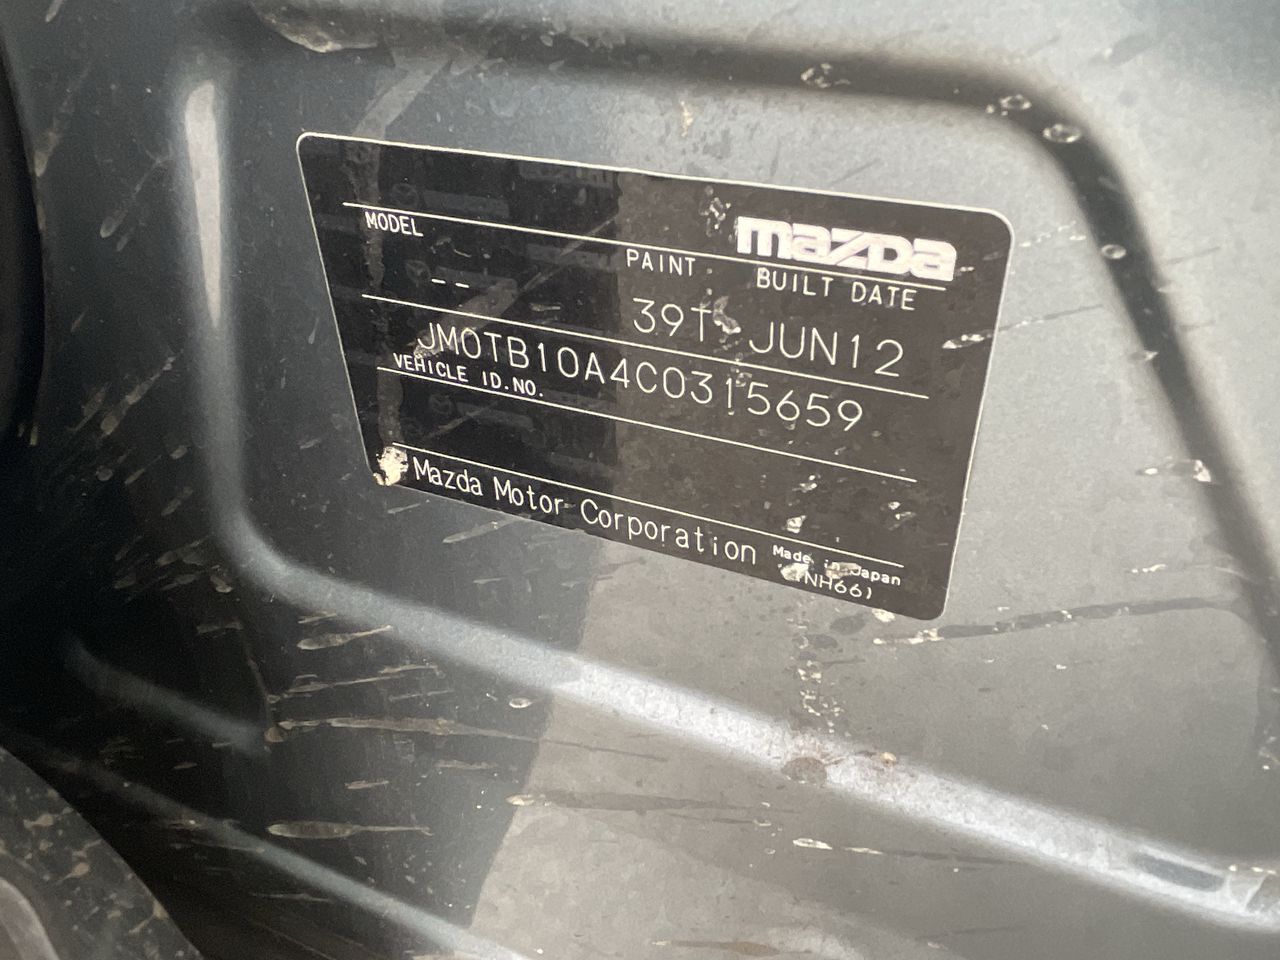 mazda
MODEL PAINT BUILT DATE
-- 39T JUN12
JM0TB10A4C0315659
VEHICLE ID.NO.
Mazda Motor Corporation Made in Japan
(NH66)